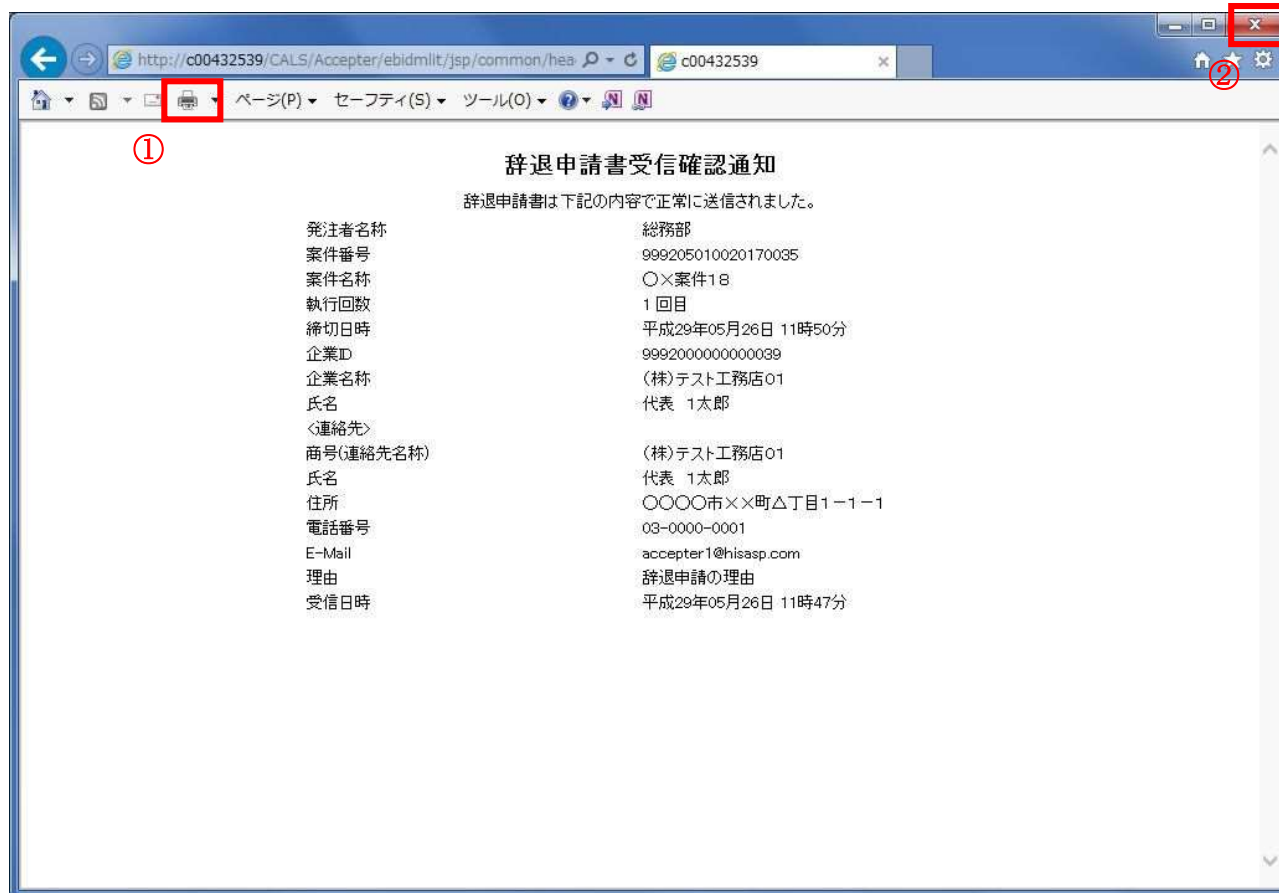 ②
http://c00432539/CALS/Accepter/ebidmlit/jsp/common/hea
c00432539
ページ(P) セーフティ(S) ツール(O)
①
辞退申請書受信確認通知
辞退申請書は下記の内容で正常に送信されました。
発注者名称 総務部
案件番号 999205010020170035
案件名称 〇×案件18
執行回数 1回目
締切日時 平成29年05月26日 11時50分
企業ID 9992000000000039
企業名称 (株)テスト工務店01
氏名 代表 1太郎
<連絡先>
商号(連絡先名称) (株)テスト工務店01
氏名 代表 1太郎
住所 〇〇〇〇市××町△丁目1－1－1
電話番号 03-0000-0001
E-Mail accepter1@hisasp.com
理由 辞退申請の理由
受信日時 平成29年05月26日 11時47分